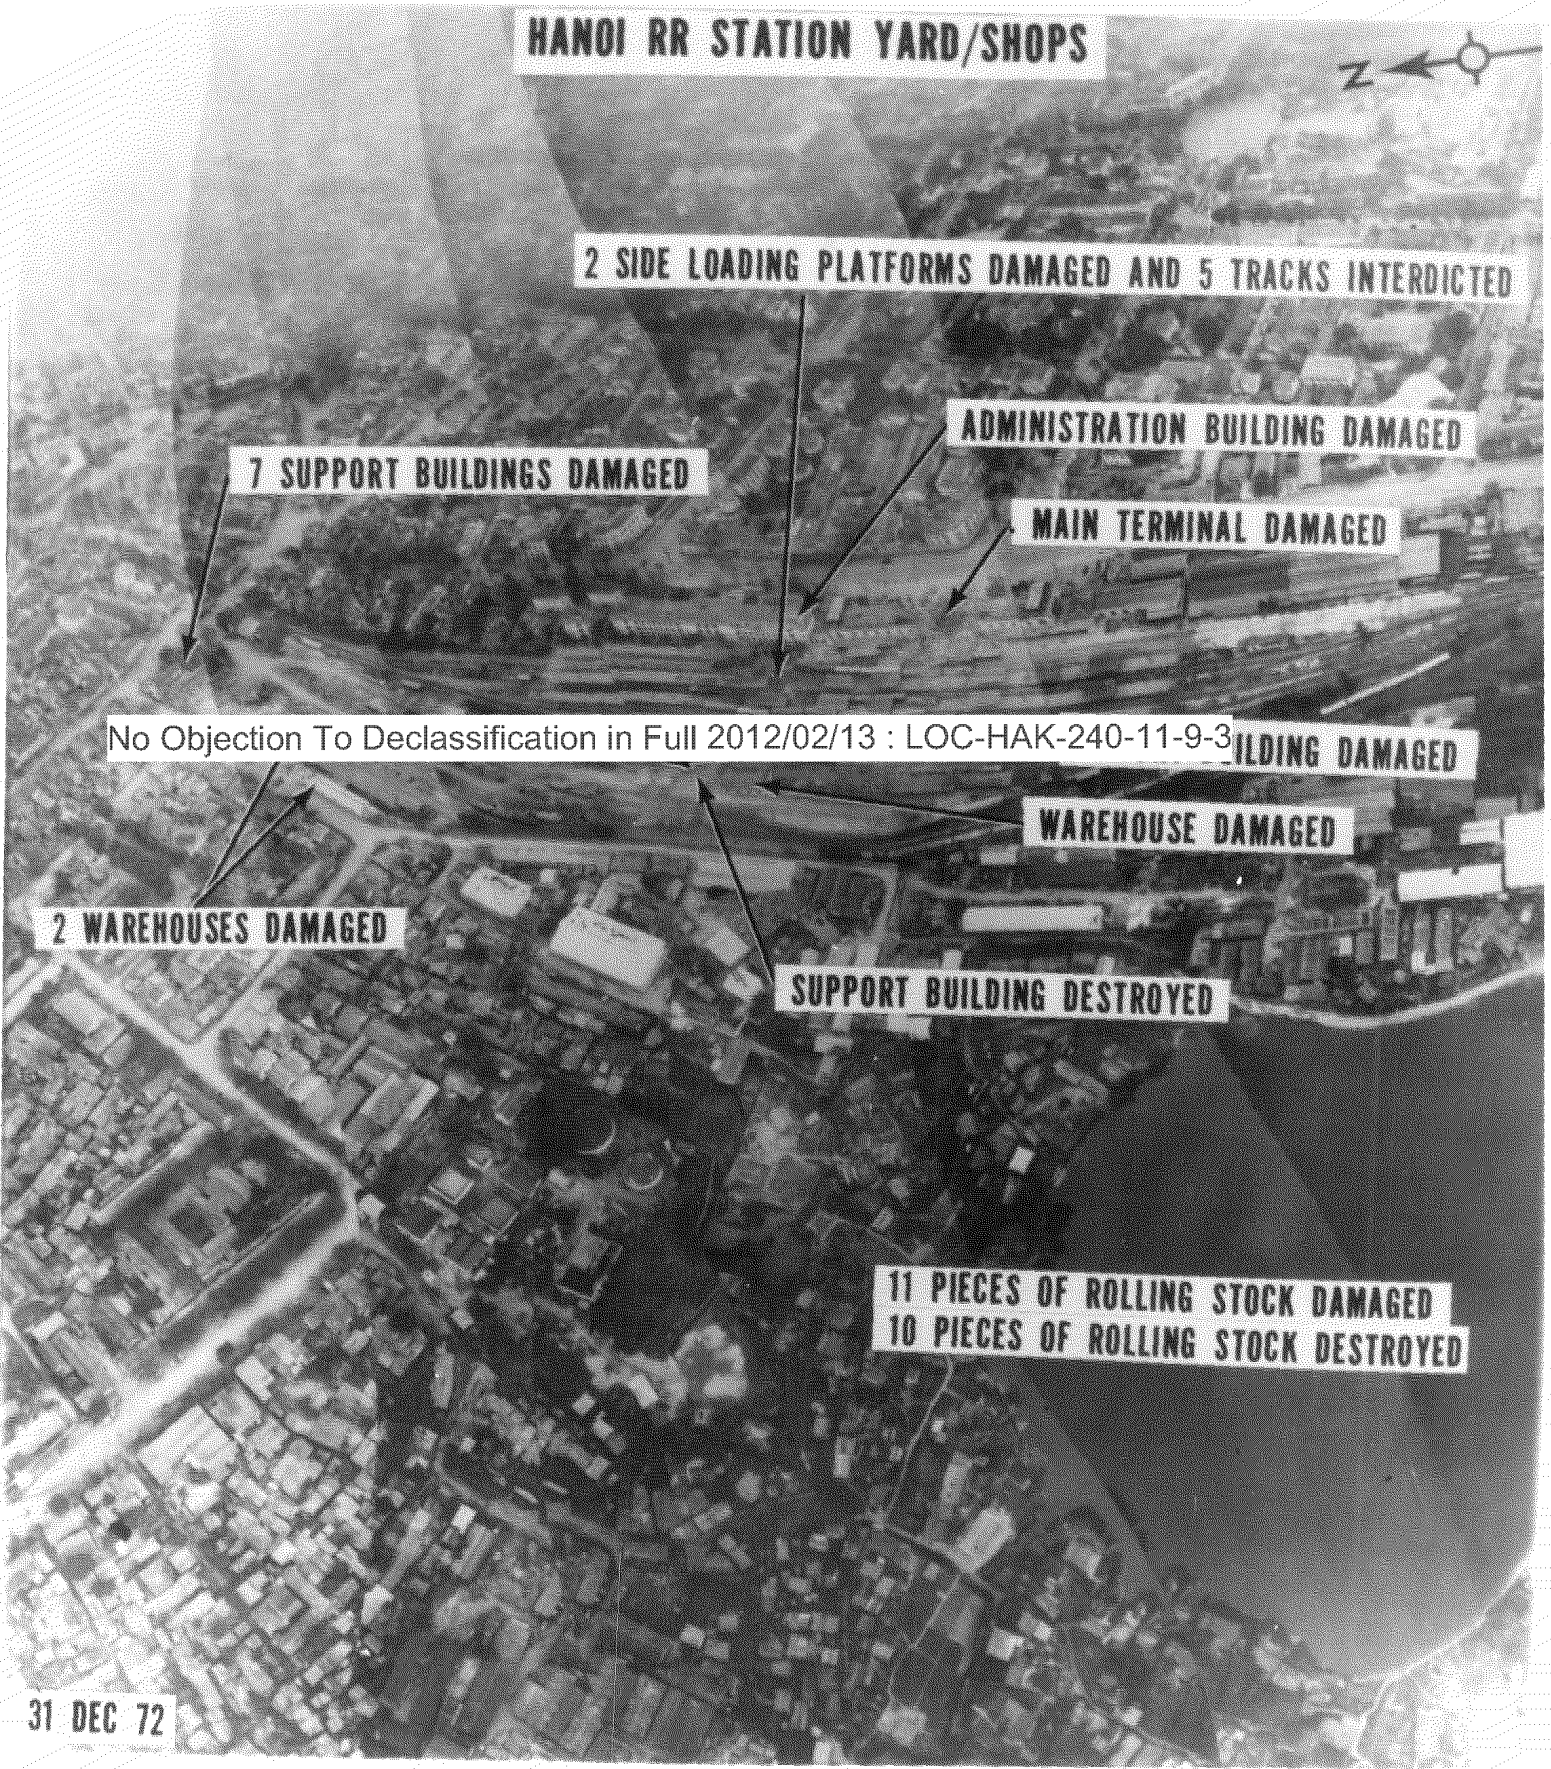 HANOI RR STATION YARD/SHOPS
N
2 SIDE LOADING PLATFORMS DAMAGED AND 5 TRACKS INTERDICTED
ADMINISTRATION BUILDING DAMAGED
7 SUPPORT BUILDINGS DAMAGED
MAIN TERMINAL DAMAGED
No Objection To Declassification in Full 2012/02/13 : LOC-HAK-240-11-9-3
ILDING DAMAGED
WAREHOUSE DAMAGED
2 WAREHOUSES DAMAGED
SUPPORT BUILDING DESTROYED
11 PIECES OF ROLLING STOCK DAMAGED
10 PIECES OF ROLLING STOCK DESTROYED
31 DEC 72